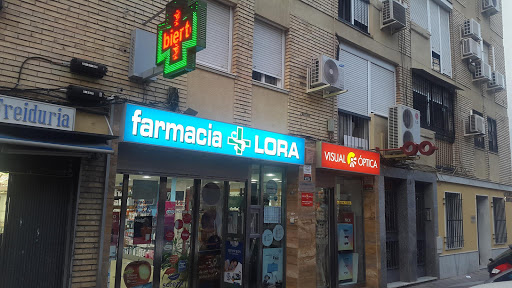 biert
Freiduria
farmacia LORA
VISUAL ÓPTICA